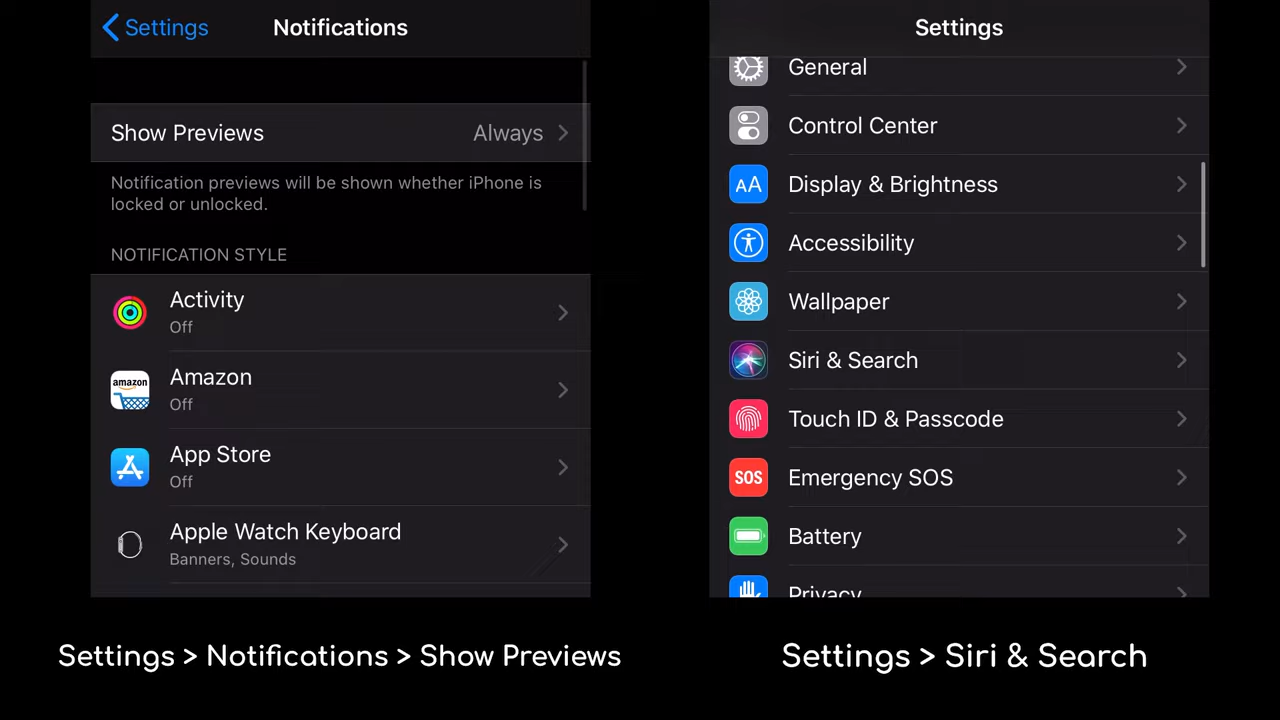 Settings
Notifications
Show Previews
Always
Notification previews will be shown whether iPhone is
locked or unlocked.
NOTIFICATION STYLE
Activity
Off
amazon
Amazon
Off
App Store
Off
Apple Watch Keyboard
Banners, Sounds
Settings > Notifications > Show Previews
Settings
General
Control Center
AA
Display & Brightness
Accessibility
Wallpaper
Siri & Search
Touch ID & Passcode
SOS
Emergency SOS
Battery
Privacy
Settings > Siri & Search